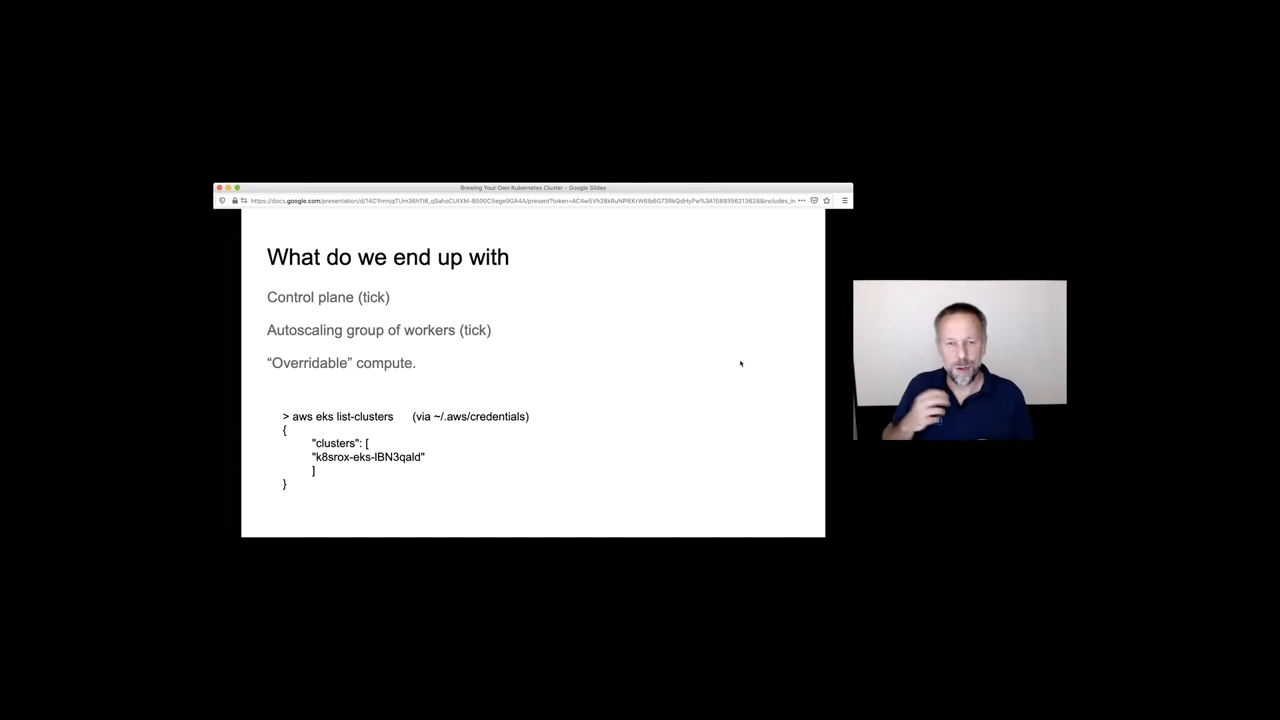 Brewing Your Own Kubernetes Cluster - Google Slides
What do we end up with
Control plane (tick)
Autoscaling group of workers (tick)
“Overridable” compute.
> aws eks list-clusters (via ~/.aws/credentials)
{
"clusters": [
"k8srox-eks-lBN3qald"
]
}